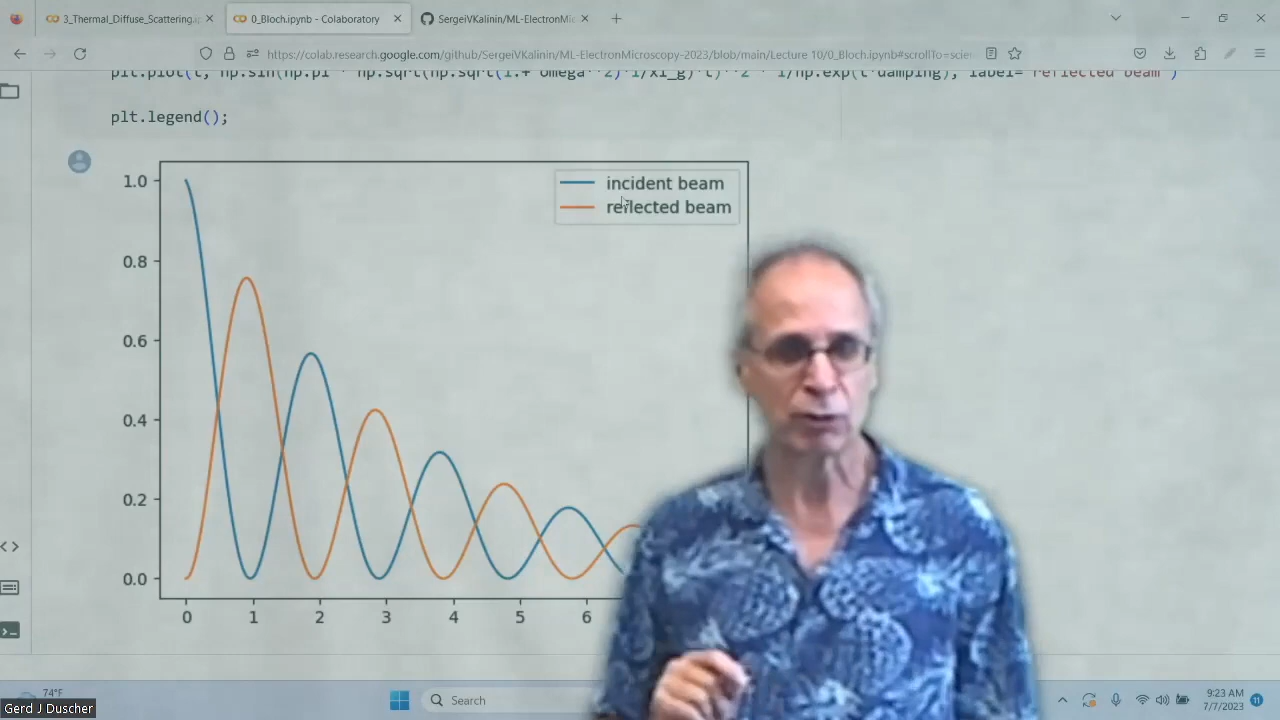 3_Thermal_Diffuse_Scattering.i
0_Bloch.ipynb - Colaboratory
SergeiVKalinin/ML-ElectronMic
https://colab.research.google.com/github/SergeiVKalinin/ML-ElectronMicroscopy-2023/blob/main/Lecture 10/0_Bloch.ipynb#scrollTo=scie
plt.legend();
incident beam
reflected beam
1.0
0.8
0.6
0.4
0.2
0.0
0 1 2 3 4 5 6
74°F
Search
9:23 AM
7/7/2023
11
Gerd J Duscher